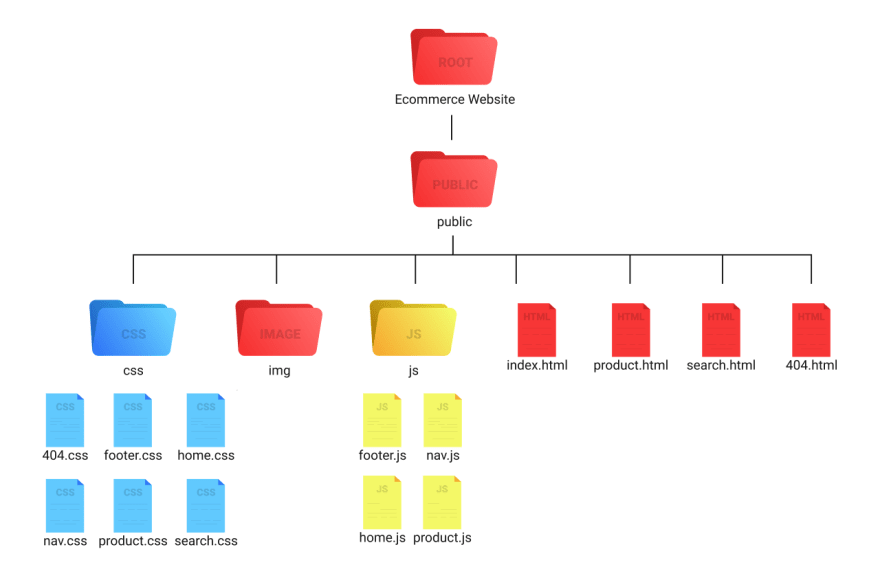 ROOT
Ecommerce Website
PUBLIC
public
CSS
IMAGE
JS
HTML
HTML
HTML
HTML
css
img
js
index.html
product.html
search.html
404.html
CSS
CSS
CSS
JS
JS
404.css
footer.css
home.css
footer.js
nav.js
CSS
CSS
CSS
JS
JS
nav.css
product.css
search.css
home.js
product.js